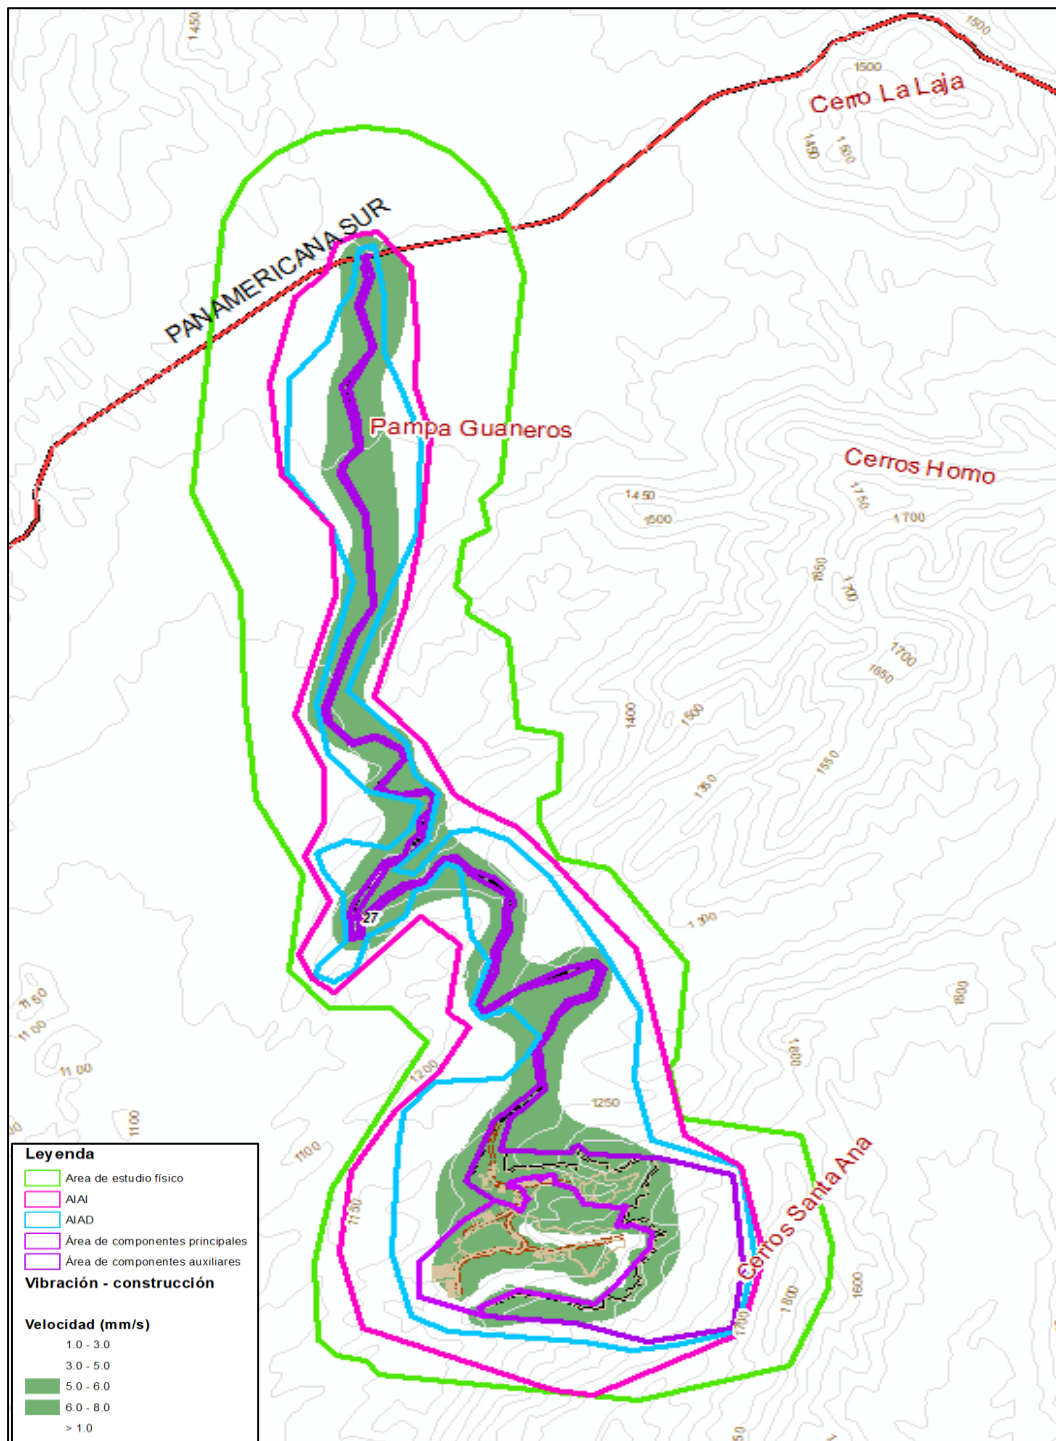 1450
1500
1500
Cerro La Laja
1450
1500
PANAMERICANA SUR
Pampa Guaneros
Cerros Homo
1450
1500
1750
1700
1650
1700
1700
1650
1400
1500
1550
1350
27
1300
1150
1100
1100
1200
1600
1250
1100
1100
1150
Cerros Santa Ana
1600
1800
1700
Leyenda
Area de estudio físico
AIAI
AIAD
Área de componentes principales
Área de componentes auxiliares
Vibración - construcción
Velocidad (mm/s)
1.0 - 3.0
3.0 - 5.0
5.0 - 6.0
6.0 - 8.0
> 1.0